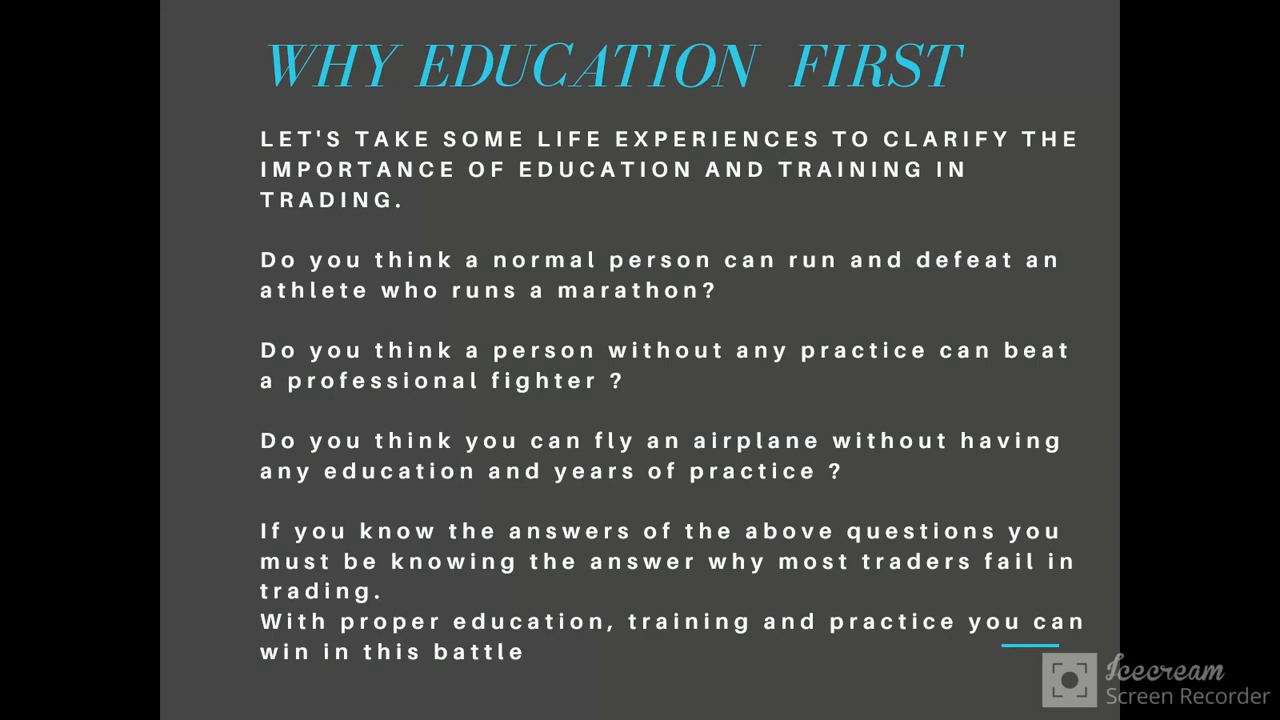 WHY EDUCATION FIRST
LET'S TAKE SOME LIFE EXPERIENCES TO CLARIFY THE
IMPORTANCE OF EDUCATION AND TRAINING IN
TRADING.
Do you think a normal person can run and defeat an
athlete who runs a marathon?
Do you think a person without any practice can beat
a professional fighter ?
Do you think you can fly an airplane without having
any education and years of practice ?
If you know the answers of the above questions you
must be knowing the answer why most traders fail in
trading.
With proper education, training and practice you can
win in this battle
Icecream
Screen Recorder